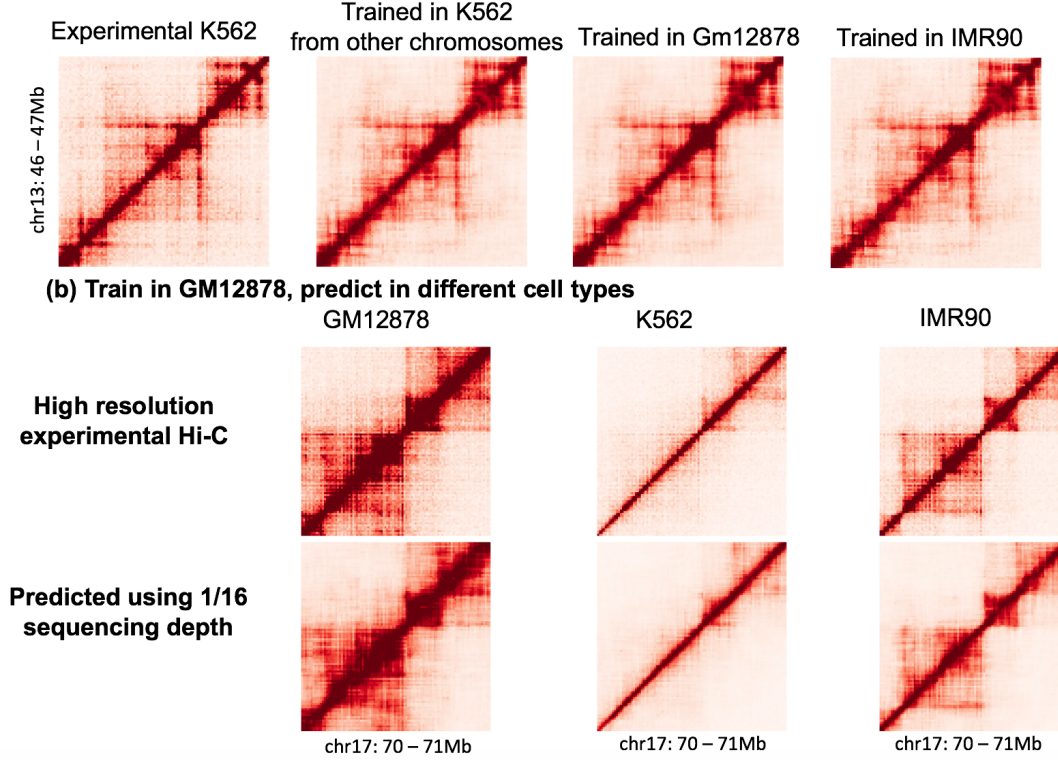 Experimental K562
Trained in K562
from other chromosomes
Trained in Gm12878
Trained in IMR90
chr13: 46 – 47Mb
(b) Train in GM12878, predict in different cell types
GM12878
K562
IMR90
High resolution
experimental Hi-C
Predicted using 1/16
sequencing depth
chr17: 70 – 71Mb
chr17: 70 – 71Mb
chr17: 70 – 71Mb